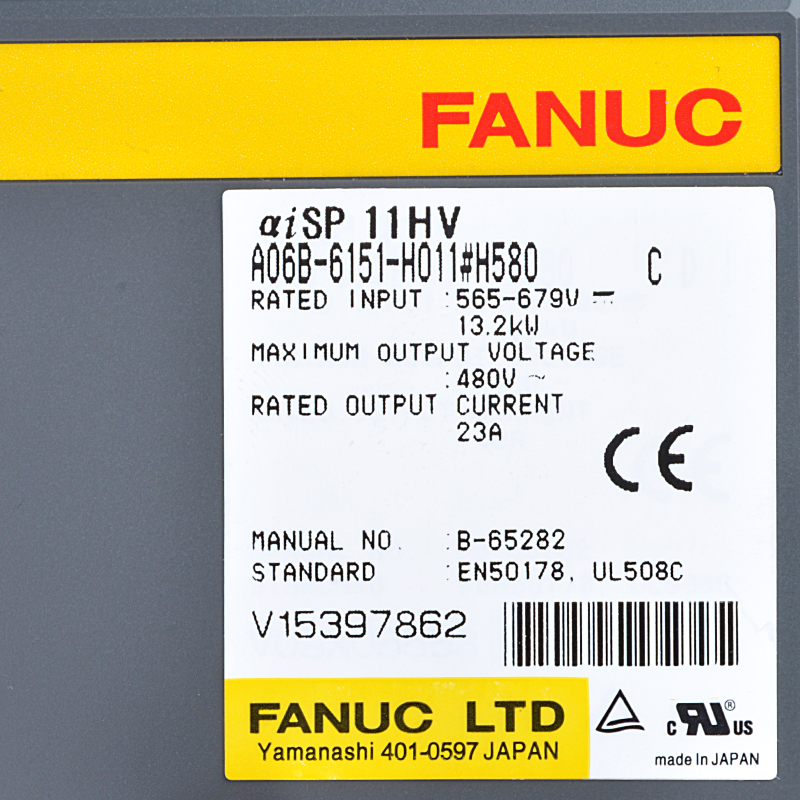 FANUC
αiSP 11HV
A06B-6151-H011#H580 C
RATED INPUT :565-679V ⎓
13.2kW
MAXIMUM OUTPUT VOLTAGE
:480V ~
RATED OUTPUT CURRENT
23A
CE
MANUAL NO. :B-65282
STANDARD :EN50178, UL508C
V15397862
FANUC LTD
Yamanashi 401-0597 JAPAN
c RU ® US
made In JAPAN